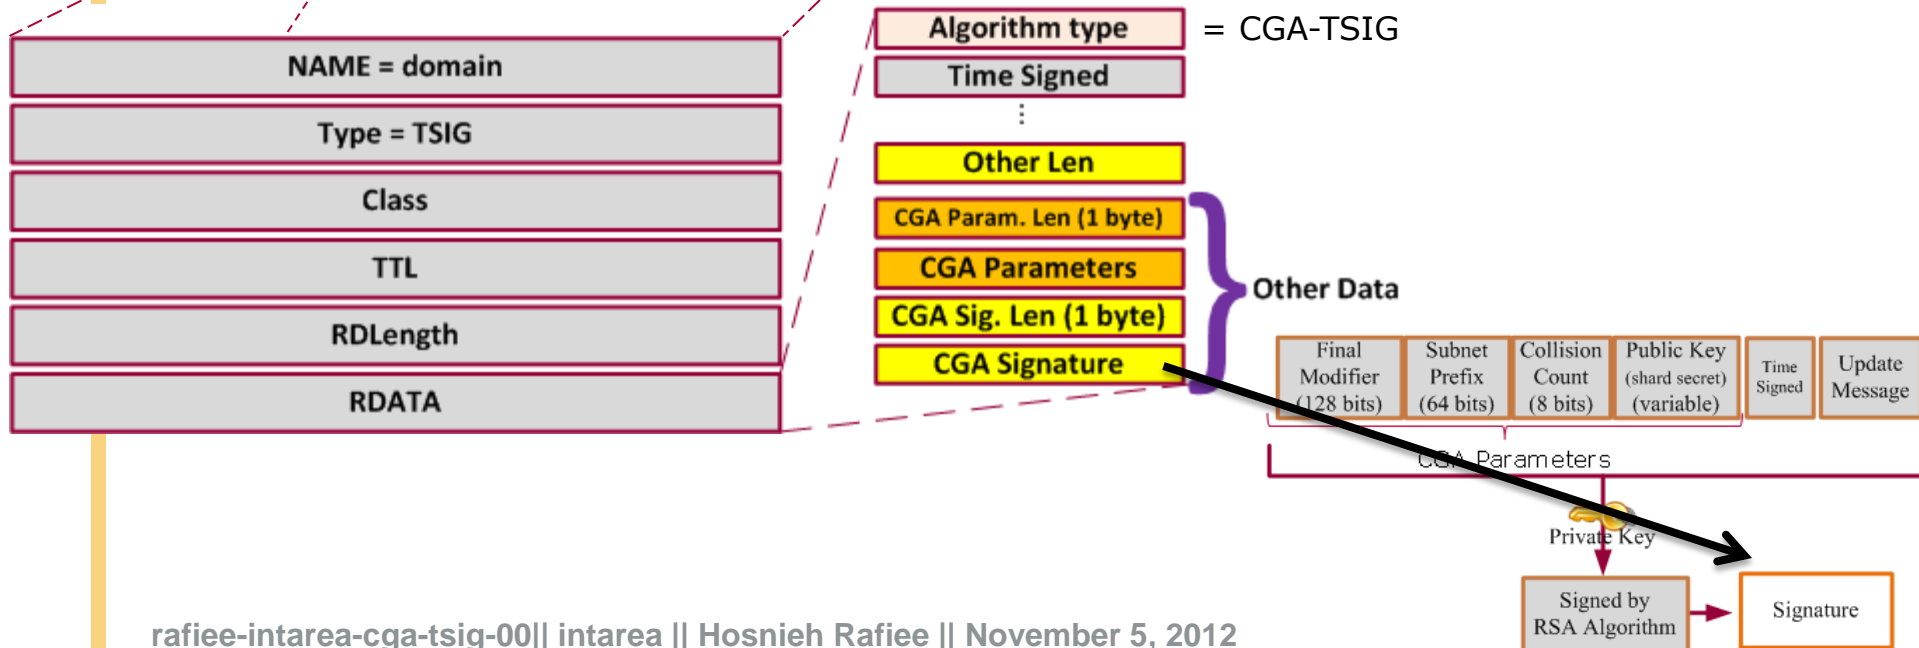 NAME = domain
Type = TSIG
Class
TTL
RDLength
RDATA
Algorithm type
= CGA-TSIG
Time Signed
⋮
Other Len
CGA Param. Len (1 byte)
CGA Parameters
CGA Sig. Len (1 byte)
CGA Signature
Other Data
Final
Modifier
(128 bits)
Subnet
Prefix
(64 bits)
Collision
Count
(8 bits)
Public Key
(shard secret)
(variable)
Time
Signed
Update
Message
CGA Parameters
Private Key
Signed by
RSA Algorithm
Signature
rafiee-intarea-cga-tsig-00|| intarea || Hosnieh Rafiee || November 5, 2012